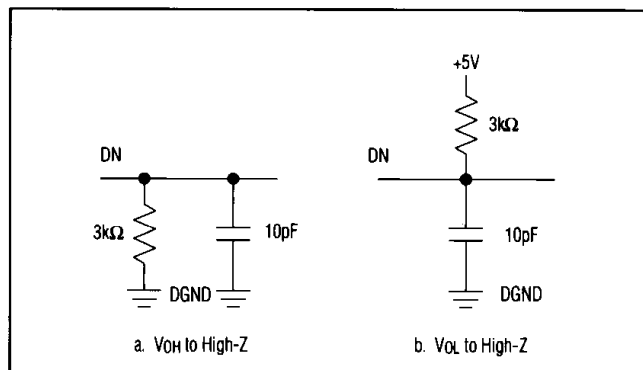 DN
3kΩ
10pF
DGND
a. VOH to High-Z
+5V
3kΩ
DN
10pF
DGND
b. VOL to High-Z